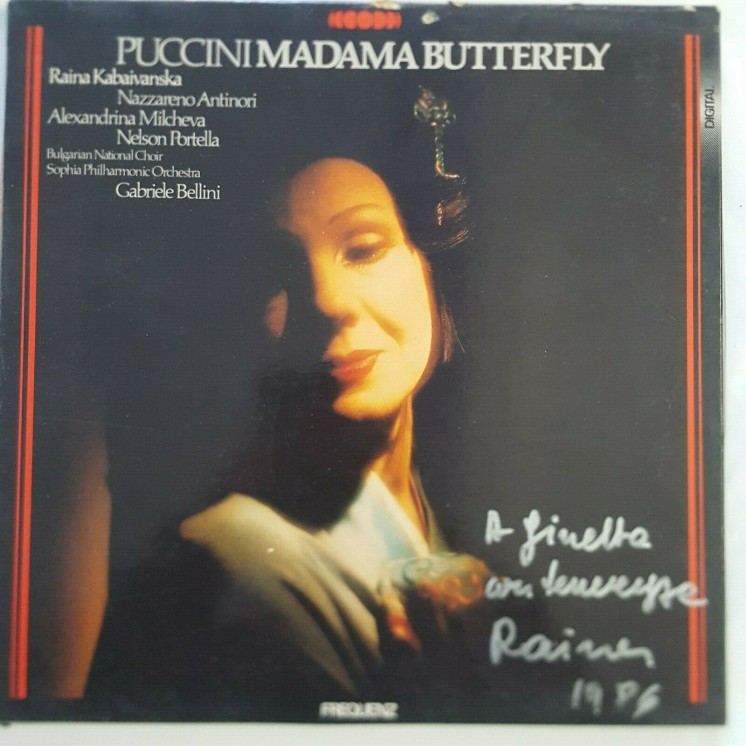 PUCCINI MADAMA BUTTERFLY
Raina Kabaivanska
Nazzareno Antinori
Alexandrina Milcheva
Nelson Portella
Bulgarian National Choir
Sophia Philharmonic Orchestra
Gabriele Bellini
DIGITAL
A Ginetta
con tenerezza
Raina
1986
FREQUENZ